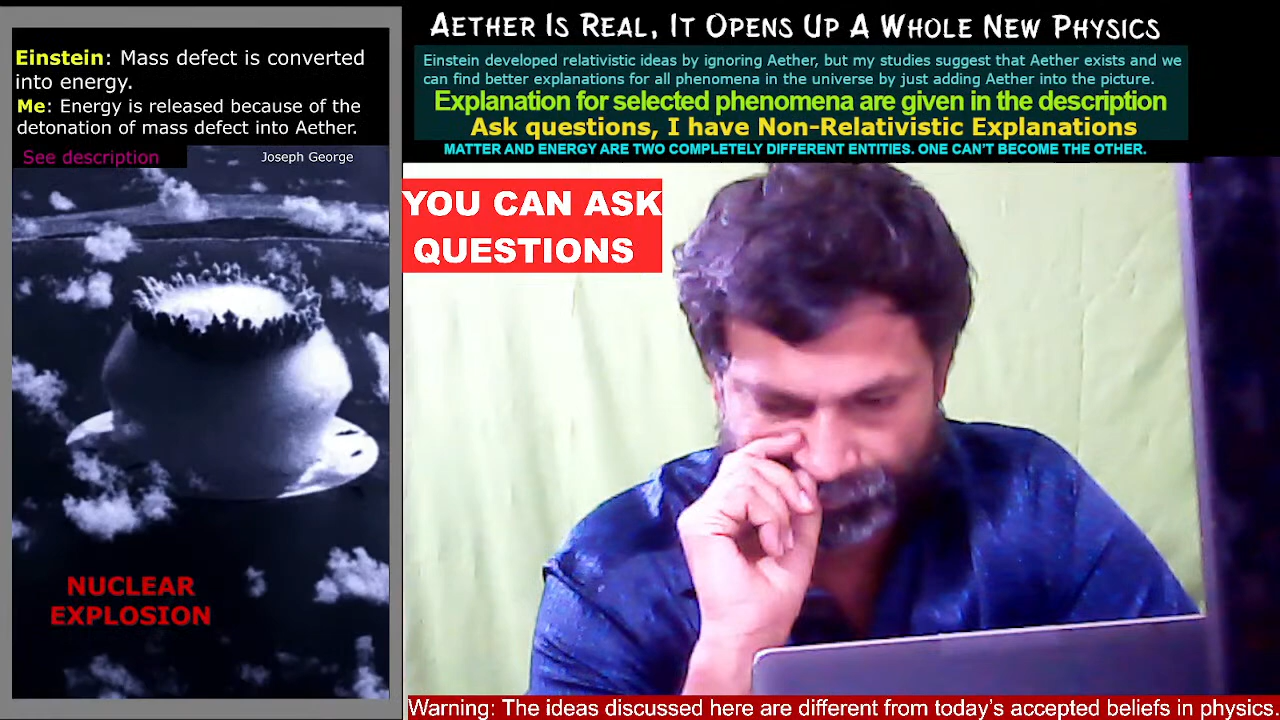 Einstein: Mass defect is converted
into energy.
Me: Energy is released because of the
detonation of mass defect into Aether.
See description
Joseph George
NUCLEAR
EXPLOSION
Aether Is Real, It Opens Up A Whole New Physics
Einstein developed relativistic ideas by ignoring Aether, but my studies suggest that Aether exists and we
can find better explanations for all phenomena in the universe by just adding Aether into the picture.
Explanation for selected phenomena are given in the description
Ask questions, I have Non-Relativistic Explanations
MATTER AND ENERGY ARE TWO COMPLETELY DIFFERENT ENTITIES. ONE CAN'T BECOME THE OTHER.
YOU CAN ASK
QUESTIONS
Warning: The ideas discussed here are different from today's accepted beliefs in physics.